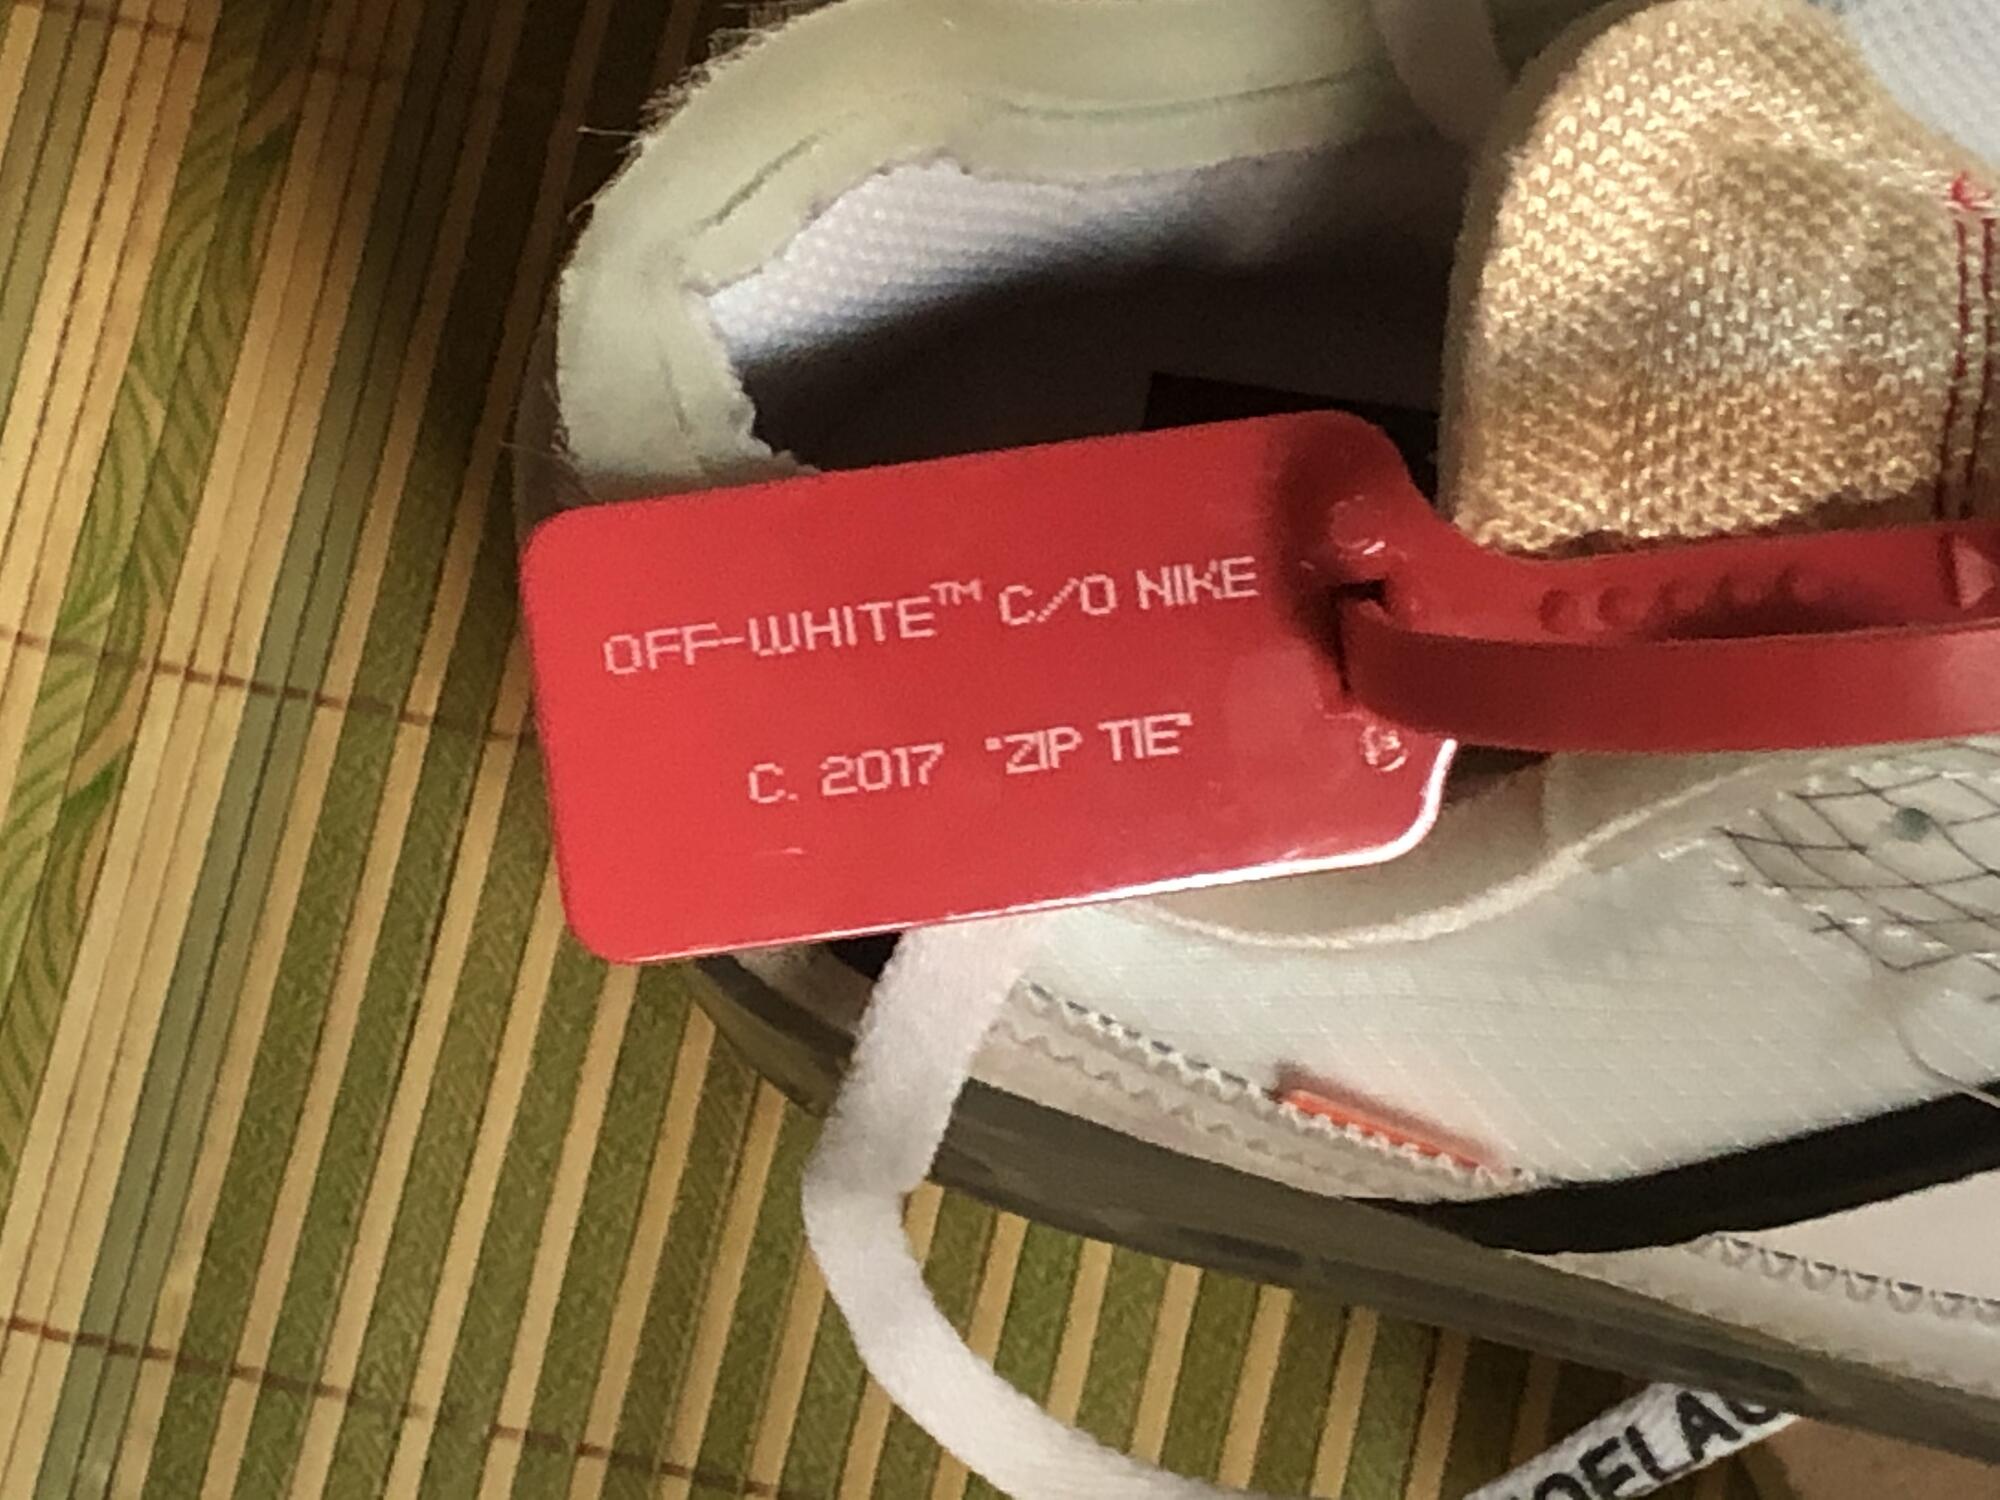 OFF-WHITE™ C/O NIKE
C. 2017 "ZIP TIE"